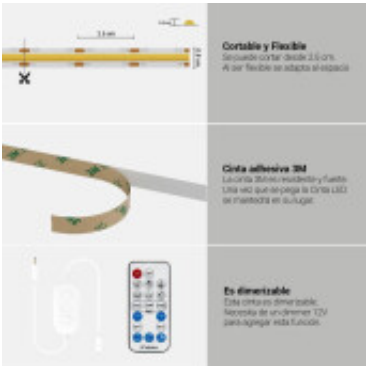 2.5 cm
Cortable y Flexible
Se puede cortar desde 2.5 cm.
Al ser flexible se adapta al espacio
Cinta adhesiva 3M
La cinta 3M es resistente y fuerte.
Una vez que se pega la Cinta LED
se mantendrá en su lugar.
Es dimerizable
Esta cinta es dimerizable.
Necesita de un dimmer 12V
para agregar esta función.